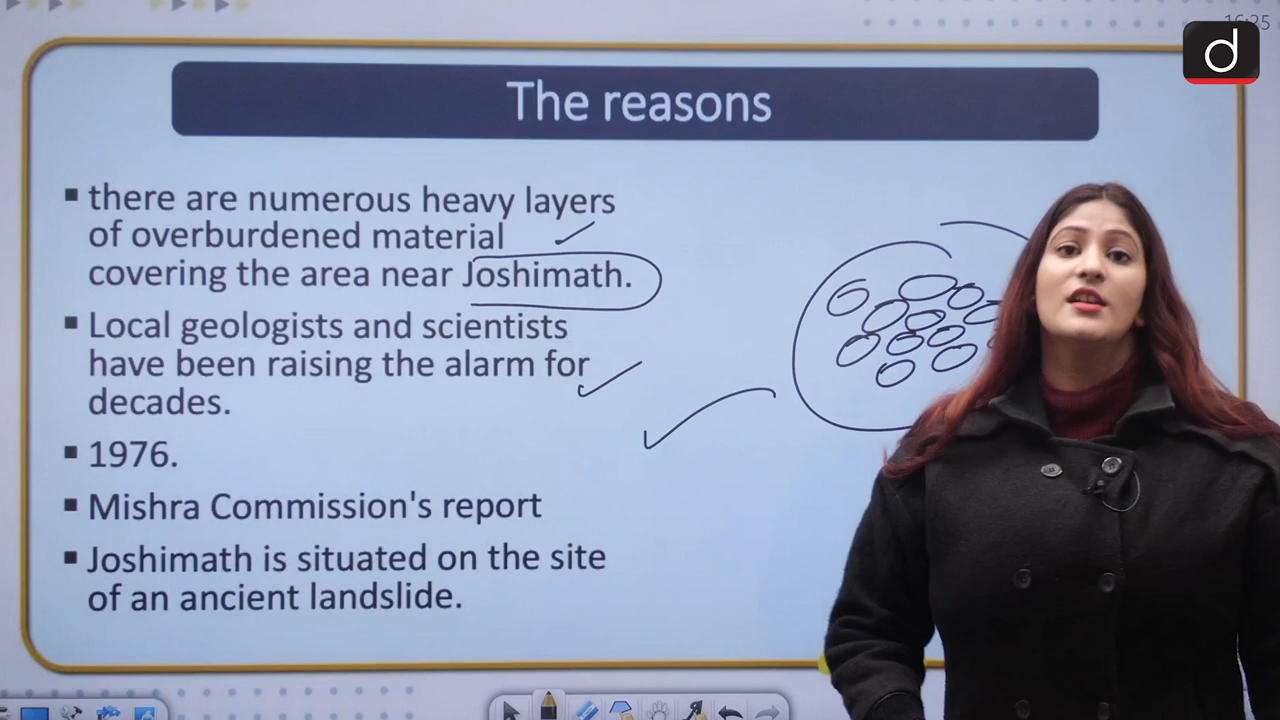 16:25
d
The reasons
▪ there are numerous heavy layers
of overburdened material
covering the area near Joshimath.
▪ Local geologists and scientists
have been raising the alarm for
decades.
▪ 1976.
▪ Mishra Commission's report
▪ Joshimath is situated on the site
of an ancient landslide.